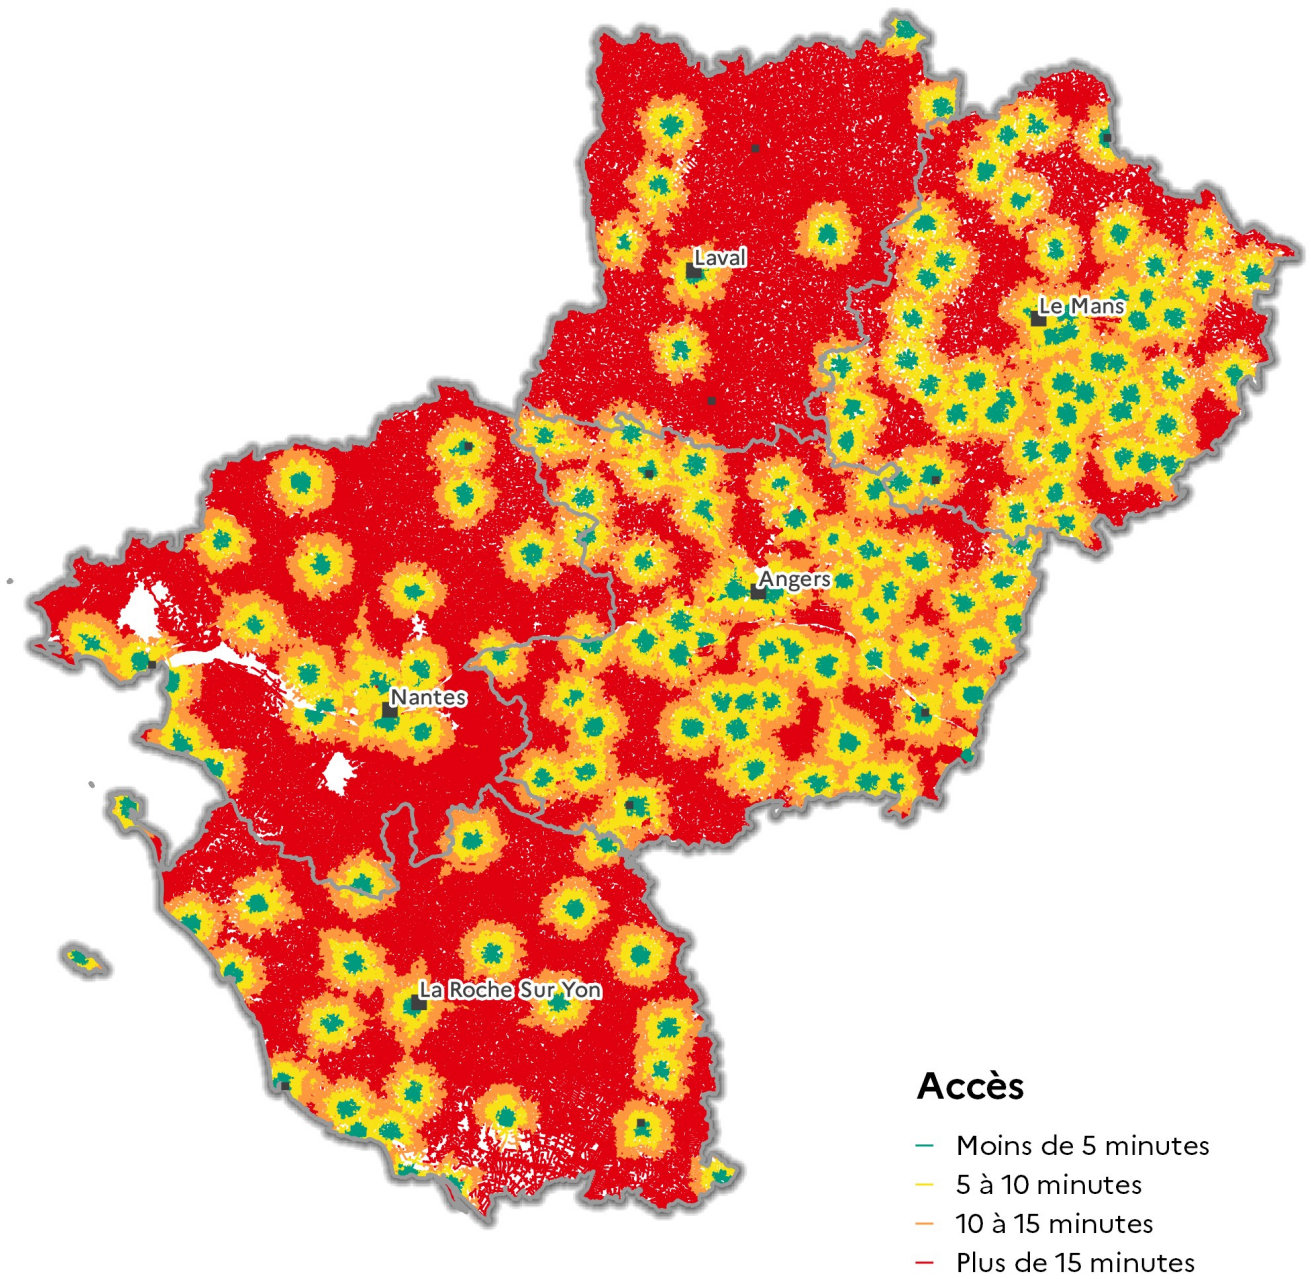 Laval
Le Mans
Angers
Nantes
La Roche Sur Yon
Accès
Moins de 5 minutes
5 à 10 minutes
10 à 15 minutes
Plus de 15 minutes